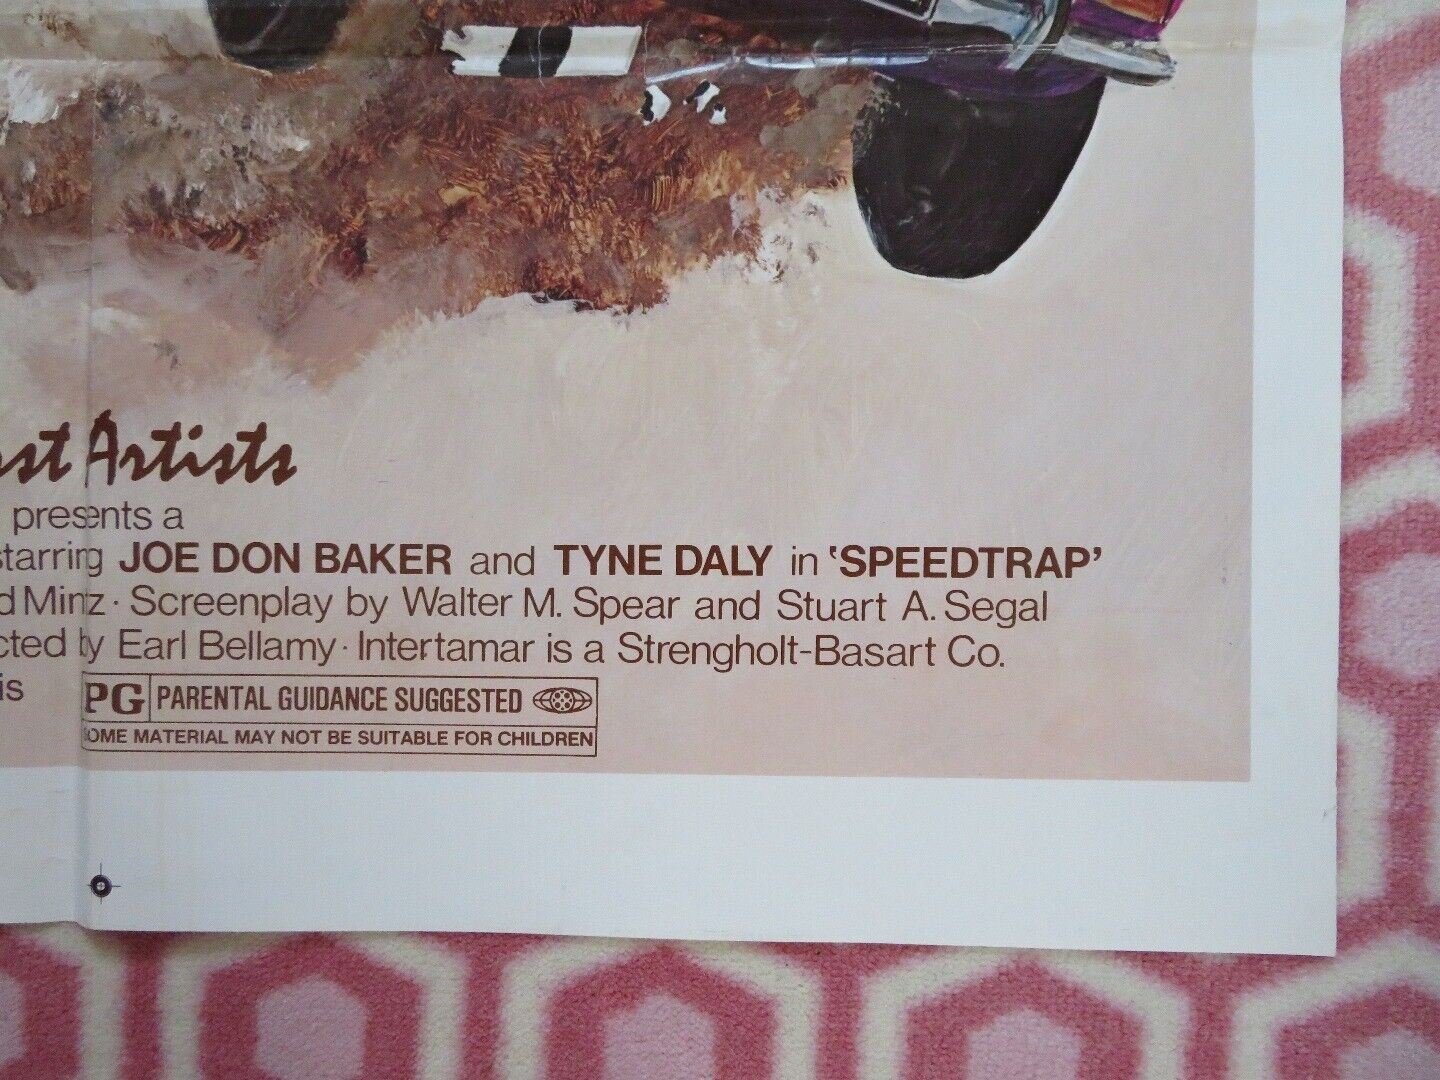 Artists
presents a
starring JOE DON BAKER and TYNE DALY in 'SPEEDTRAP'
d Minz · Screenplay by Walter M. Spear and Stuart A. Segal
cted by Earl Bellamy · Intertamar is a Strengholt-Basart Co.
is
PG PARENTAL GUIDANCE SUGGESTED
SOME MATERIAL MAY NOT BE SUITABLE FOR CHILDREN